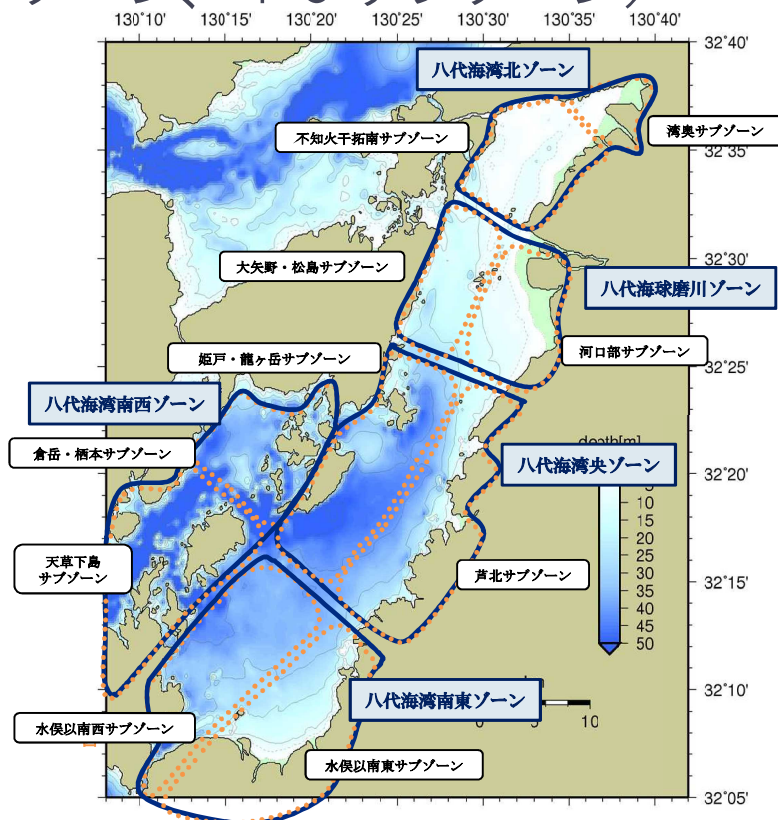 130˚10' 130˚15' 130˚20' 130˚25' 130˚30' 130˚35' 130˚40'
32˚40'
八代海湾北ゾーン
不知火干拓南サブゾーン
湾奥サブゾーン
32˚35'
大矢野・松島サブゾーン
32˚30'
八代海球磨川ゾーン
姫戸・龍ヶ岳サブゾーン
河口部サブゾーン
32˚25'
八代海湾南西ゾーン
倉岳・栖本サブゾーン
depth[m]
八代海湾央ゾーン
32˚20'
10
15
20
25
30
35
40
45
50
天草下島
サブゾーン
芦北サブゾーン
32˚15'
32˚10'
八代海湾南東ゾーン
水俣以南西サブゾーン
10
水俣以南東サブゾーン
32˚05'